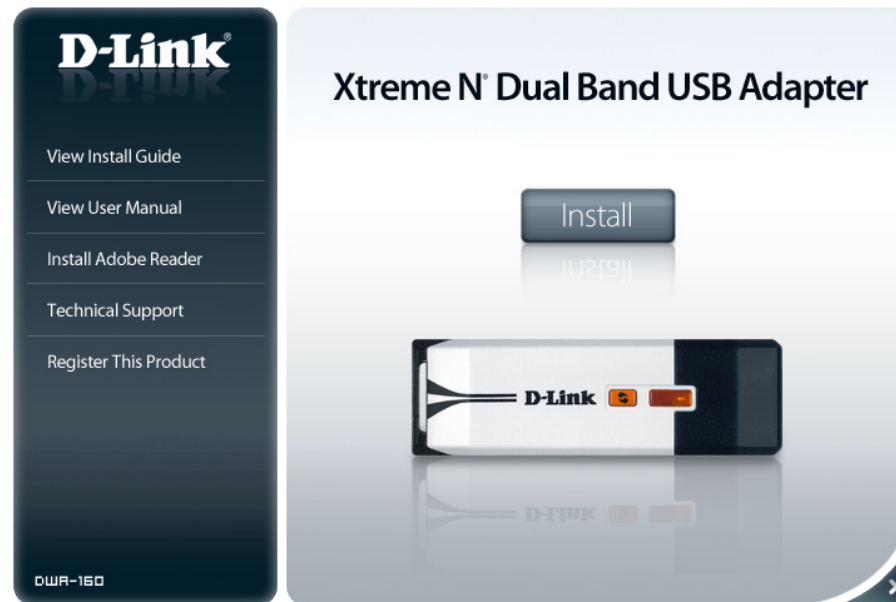 D-Link®
View Install Guide
View User Manual
Install Adobe Reader
Technical Support
Register This Product
DWA-160
Xtreme N® Dual Band USB Adapter
Install
D-Link